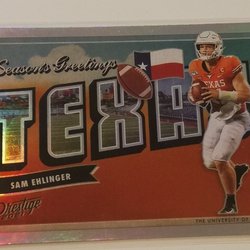 Season's Greetings
TEXAS
TEXAS
SAM EHLINGER
Prestige
THE UNIVERSITY OF